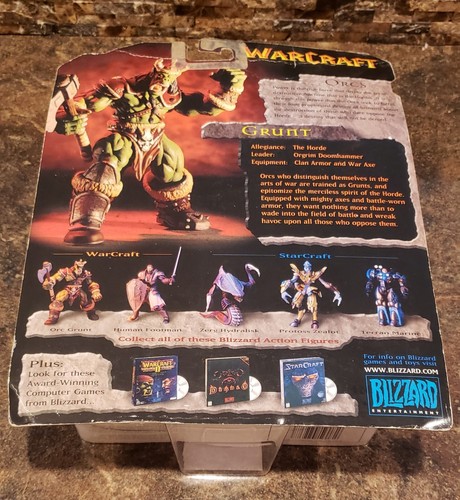 WARCRAFT
Orcs
Grunt
Allegiance: The Horde
Leader: Orgrim Doomhammer
Equipment: Clan Armor and War Axe
Orcs who distinguish themselves in the
arts of war are trained as Grunts, and
epitomize the merciless spirit of the Horde.
Equipped with mighty axes and battle-worn
armor, they want nothing more than to
wade into the field of battle and wreak
havoc upon all those who oppose them.
WarCraft
StarCraft
Orc Grunt
Human Footman
Zerg Hydralisk
Protoss Zealot
Terran Marine
Collect all of these Blizzard Action Figures
Plus:
Look for these
Award-Winning
Computer Games
from Blizzard...
WARCRAFT II
DIABLO
STARCRAFT
For info on Blizzard
games and toys visit
WWW.BLIZZARD.COM
BLIZZARD
ENTERTAINMENT